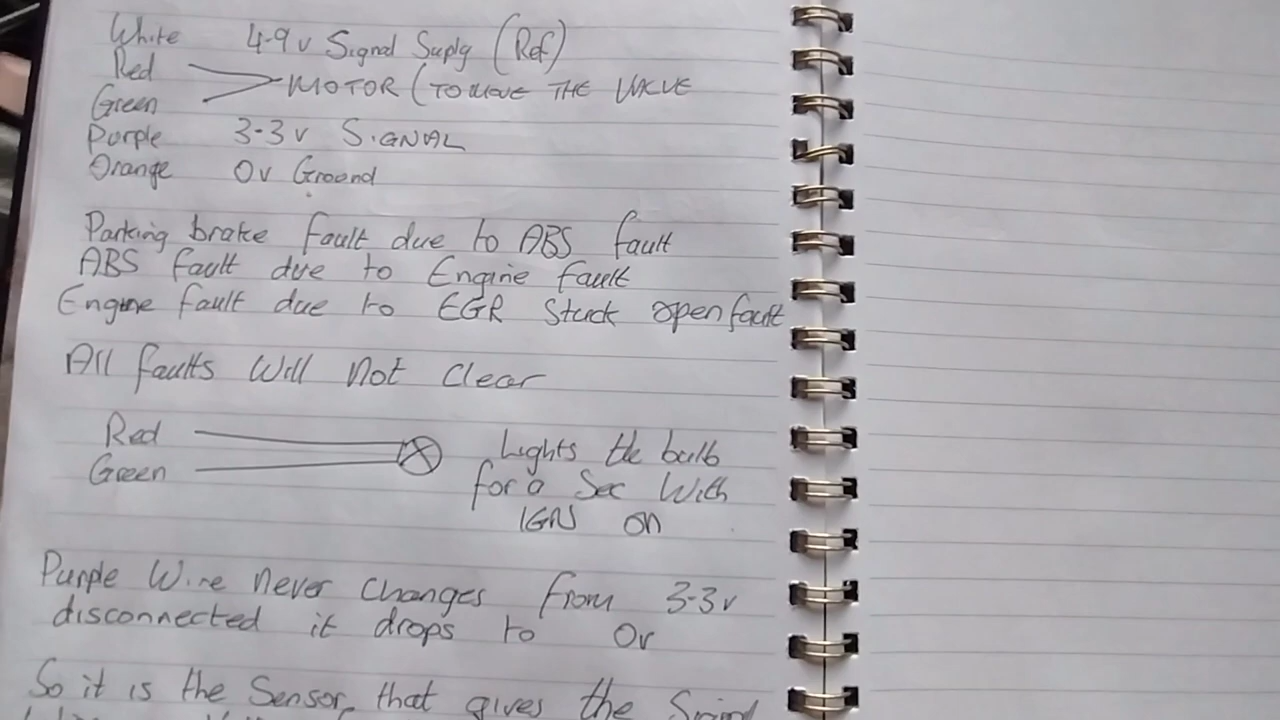 White 4.9v Signal Suply (Ref)
Red
MOTOR (TO MOVE THE VALVE
Green
Purple 3.3v SIGNAL
Orange 0v Ground
Parking brake fault due to ABS fault
ABS fault due to Engine fault
Engine fault due to EGR Stuck open fault
All faults Will Not Clear
Red
Green
Lights the bulb
for a Sec With
IGN on
Purple Wire never changes from 3.3v
disconnected it drops to 0v
So it is the Sensor, that gives the Signal